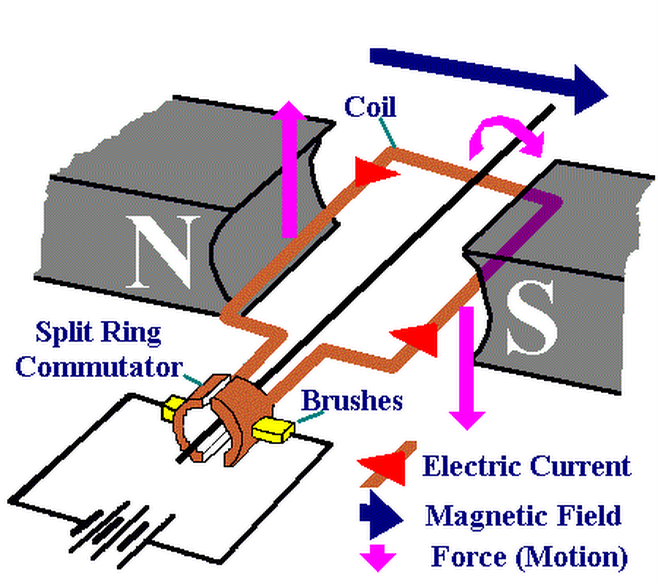 Coil
N
S
Split Ring
Commutator
Brushes
Electric Current
Magnetic Field
Force (Motion)